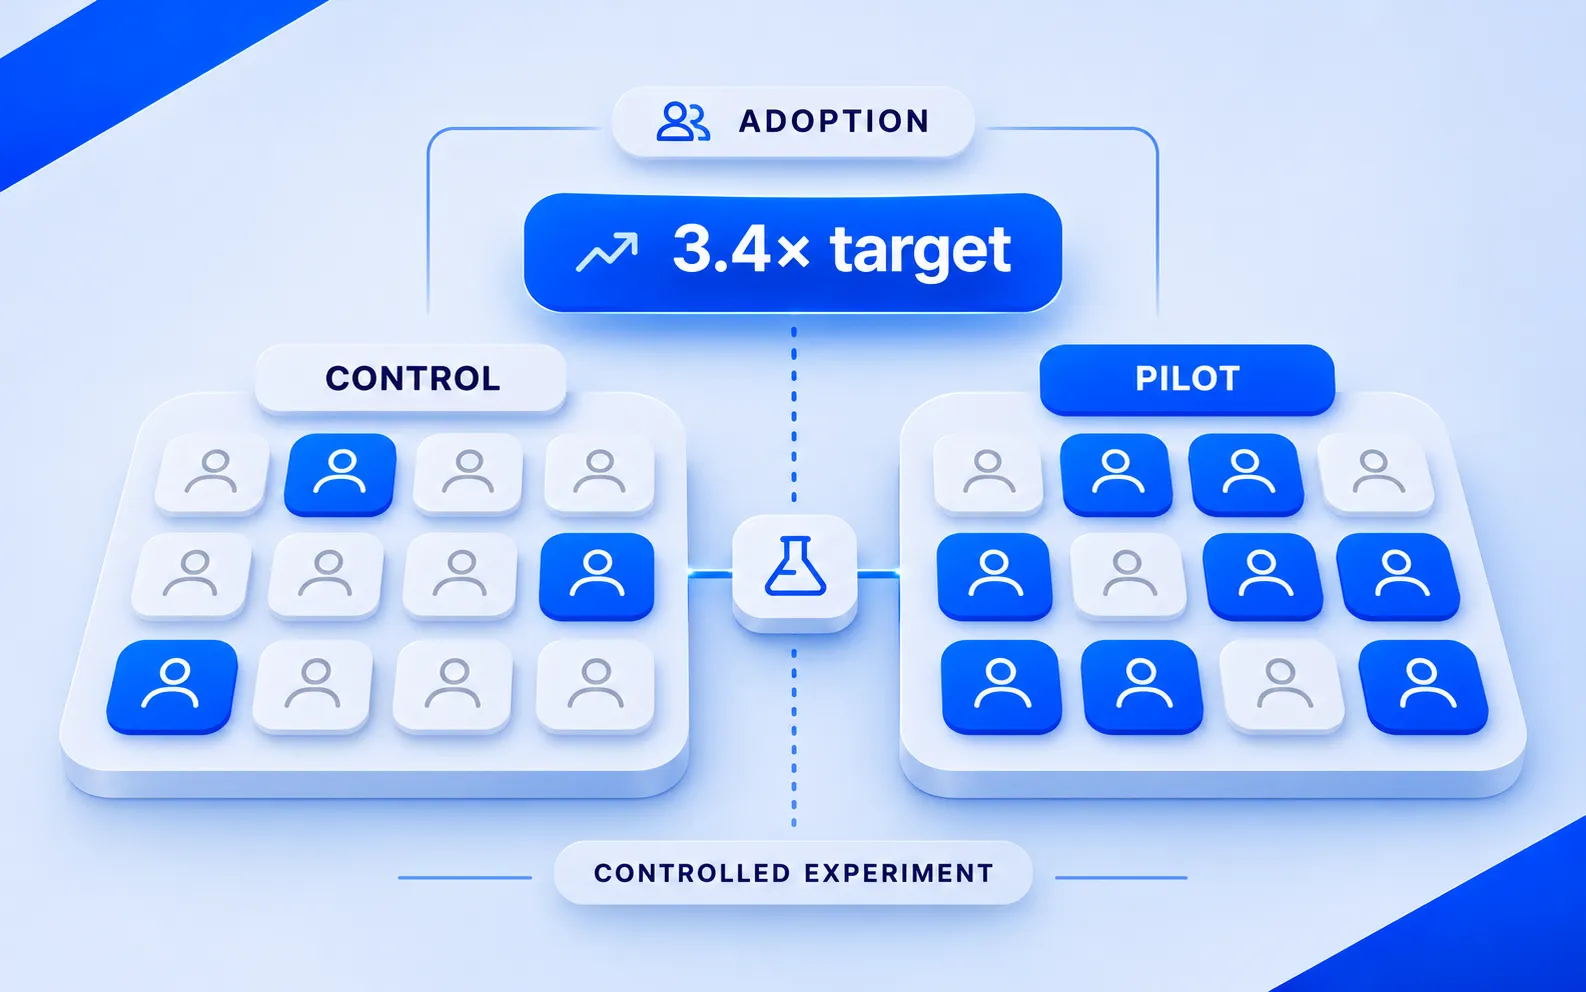 ADOPTION
3.4× target
CONTROL
PILOT
CONTROLLED EXPERIMENT